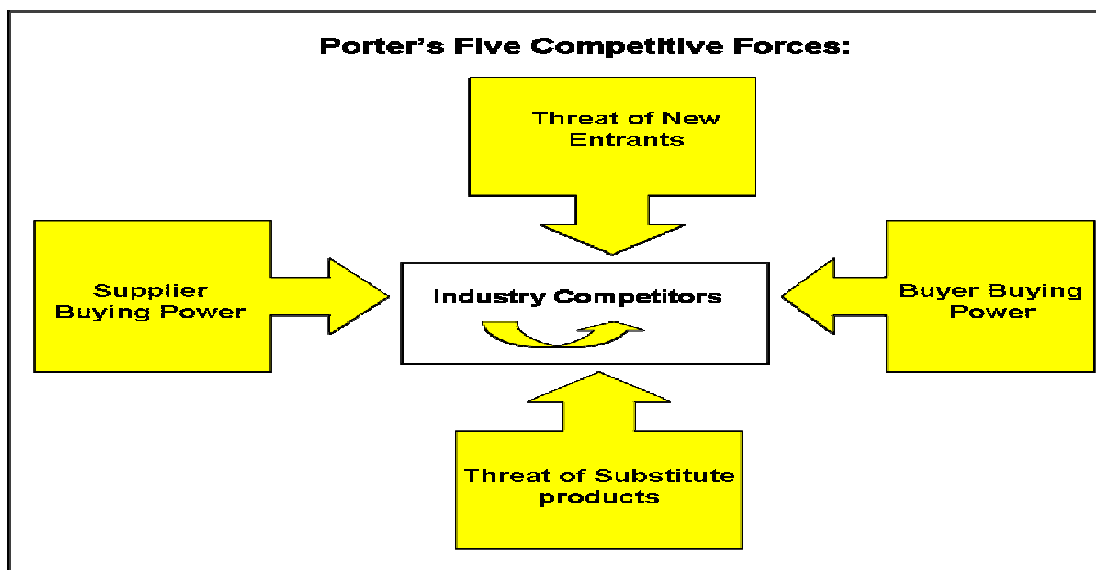 Porter's Five Competitive Forces:
Threat of New
Entrants
Supplier
Buying Power
Industry Competitors
Buyer Buying
Power
Threat of Substitute
products